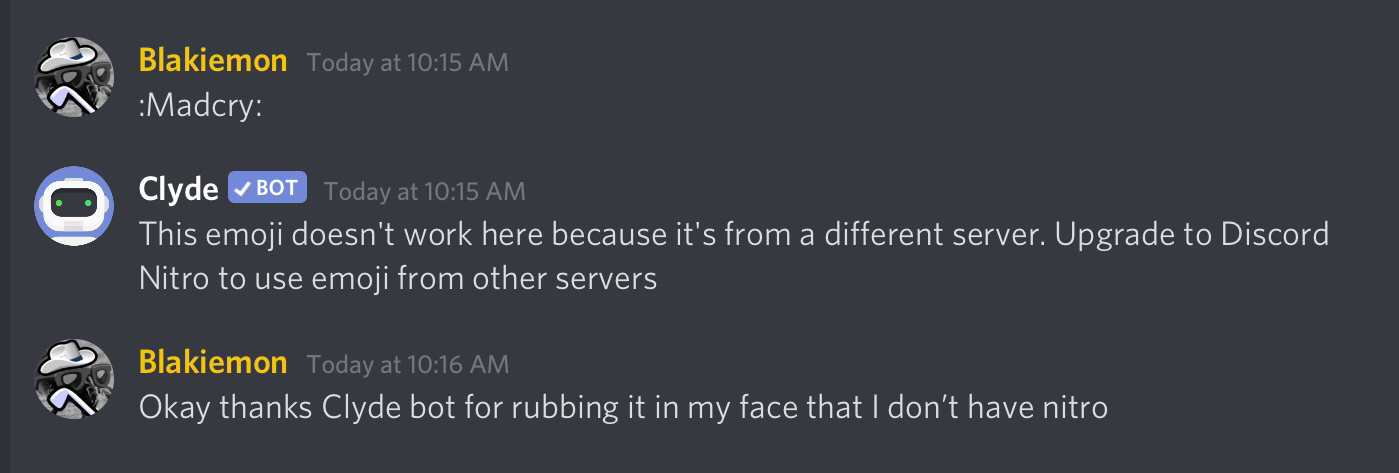 Blakiemon Today at 10:15 AM
:Madcry:
Clyde BOT Today at 10:15 AM
This emoji doesn't work here because it's from a different server. Upgrade to Discord
Nitro to use emoji from other servers
Blakiemon Today at 10:16 AM
Okay thanks Clyde bot for rubbing it in my face that I don’t have nitro